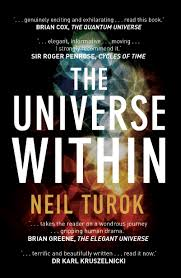 '. . . genuinely exciting and exhilarating . . . read this book.'
BRIAN COX, THE QUANTUM UNIVERSE
'. . . elegant, informative . . . moving . . .
I strongly recommend it.'
SIR ROGER PENROSE, CYCLES OF TIME
THE
UNIVERSE
WITHIN
NEIL TUROK
'. . . takes the reader on a wondrous journey
. . . gripping human drama.'
BRIAN GREENE, THE ELEGANT UNIVERSE
'. . . terrific and beautifully written . . . read it now.'
DR KARL KRUSZELNICKI